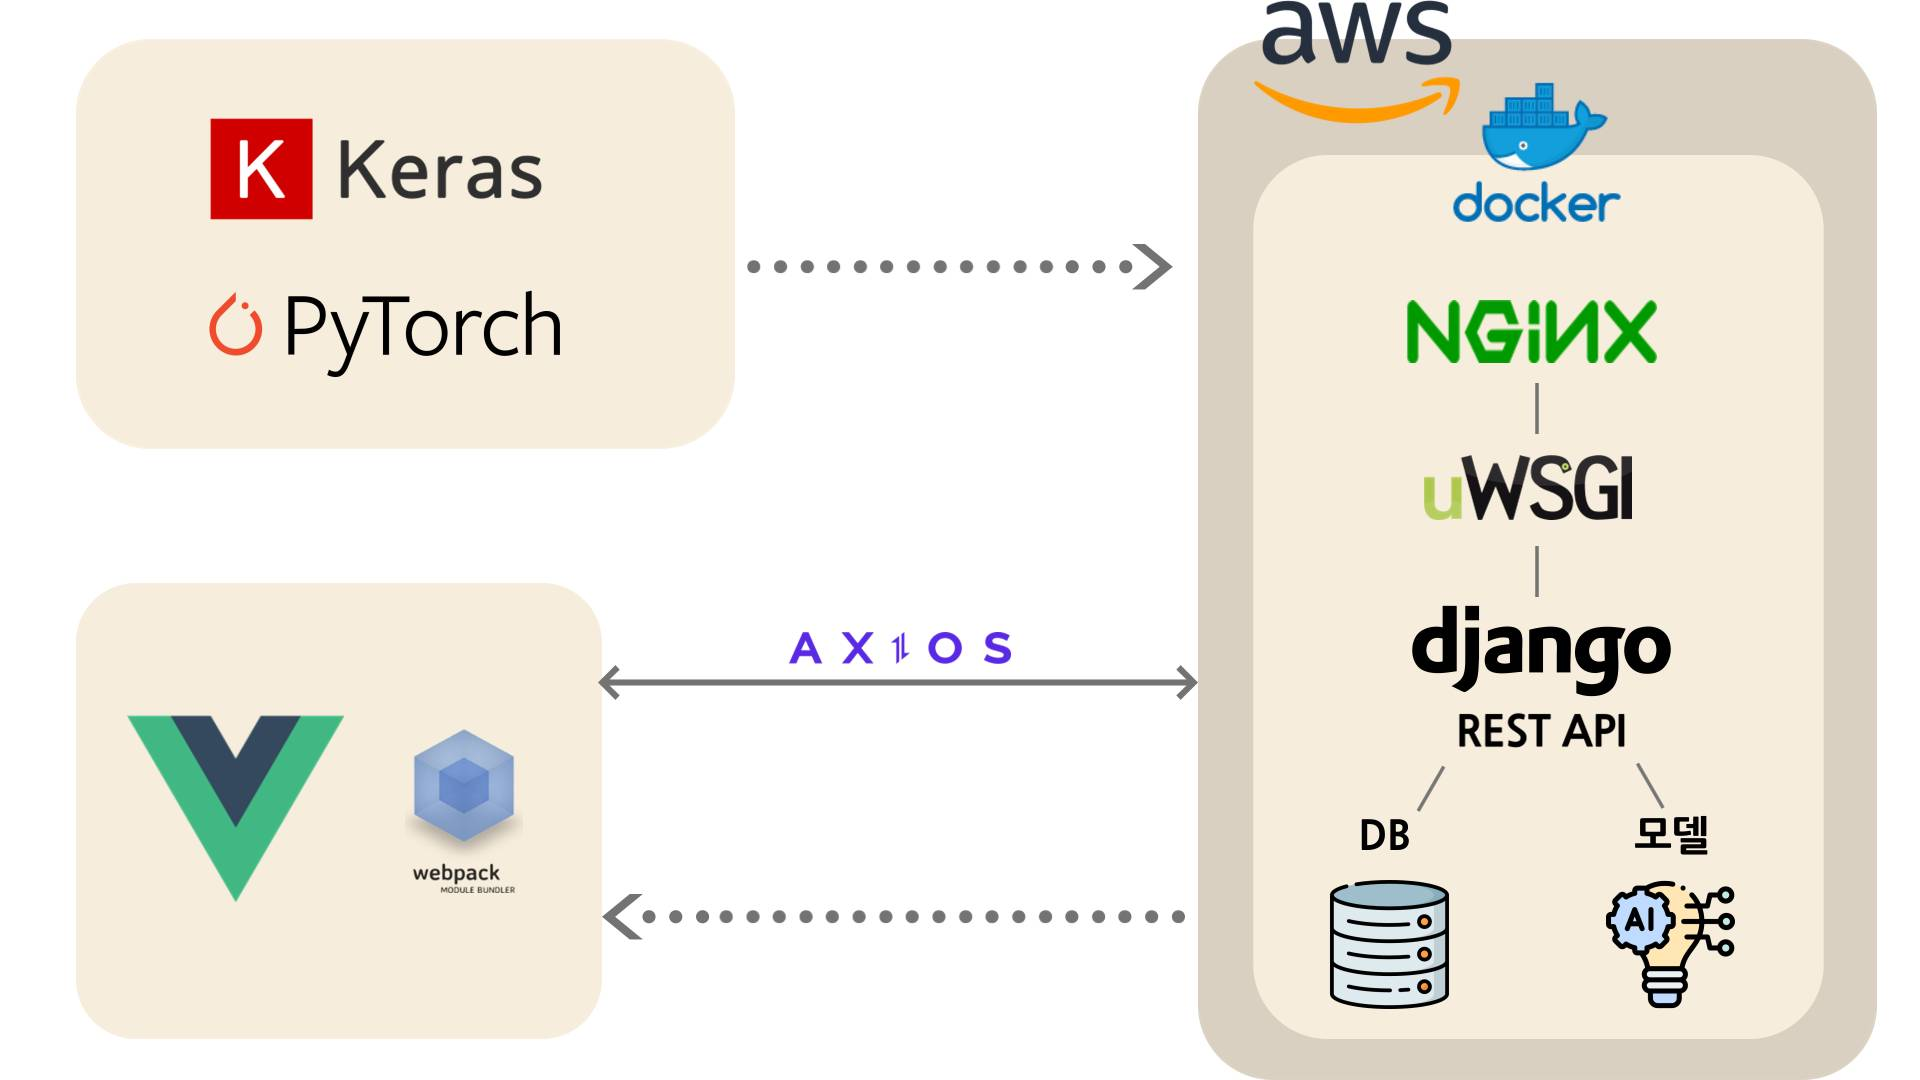 aws
docker
K Keras
PyTorch
NGINX
uWSGI
django
REST API
AXIOS
DB
모델
AI
webpack
MODULE BUNDLER